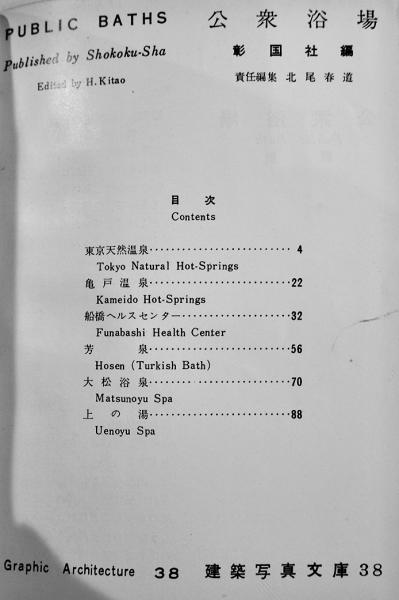 PUBLIC BATHS 公衆浴場
Published by Shokoku-Sha 彰国社編
Edited by H. Kitao 責任編集 北尾春道
目次
Contents
東京天然温泉‥‥‥‥‥‥‥‥‥‥ 4
Tokyo Natural Hot-Springs
亀戸温泉‥‥‥‥‥‥‥‥‥‥22
Kameido Hot-Springs
船橋ヘルスセンター‥‥‥‥‥‥‥‥32
Funabashi Health Center
芳泉‥‥‥‥‥‥‥‥‥‥56
Hosen (Turkish Bath)
大松浴泉‥‥‥‥‥‥‥‥‥‥70
Matsunoyu Spa
上の湯‥‥‥‥‥‥‥‥‥‥88
Uenoyu Spa
Graphic Architecture 38 建築写真文庫 38